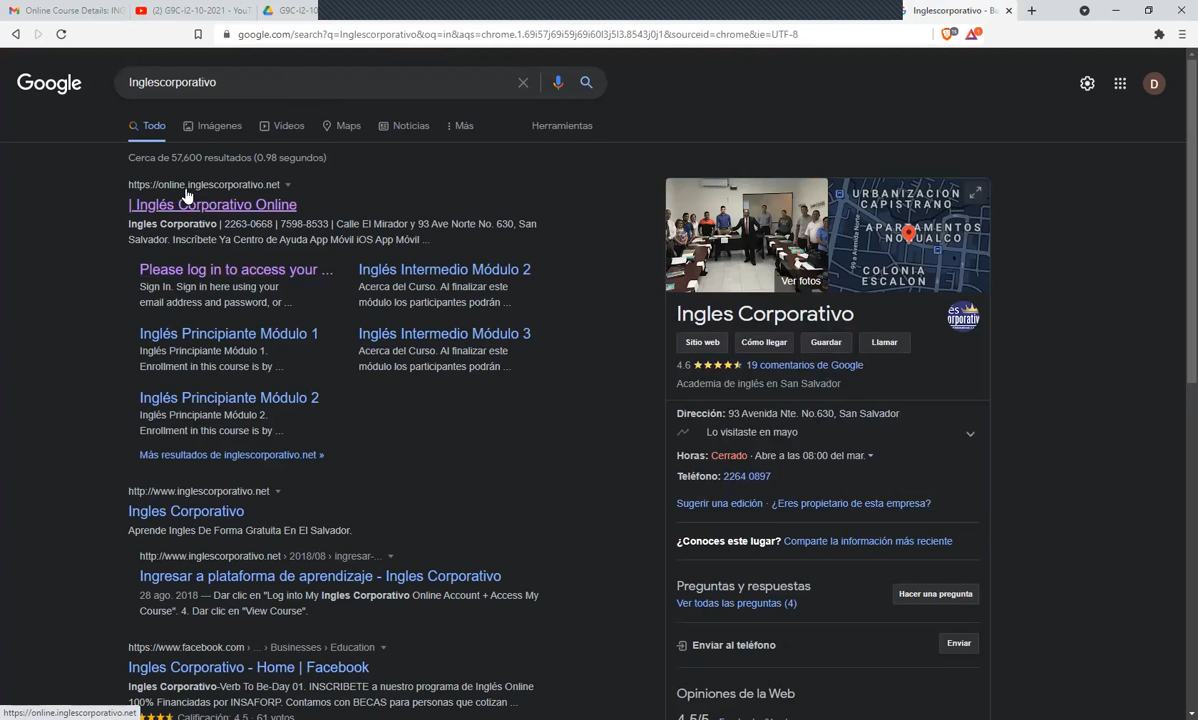 Online Course Details: ING
(2) G9C-I2-10-2021 - YouT
G9C-I2-10
Inglescorporativo - Bu
google.com/search?q=Inglescorporativo&oq=in&aqs=chrome.1.69i57j69i59j69i60l3j5l3.8543j0j1&sourceid=chrome&ie=UTF-8
Google
Inglescorporativo
D
Todo
Imágenes
Videos
Maps
Noticias
Más
Herramientas
Cerca de 57,600 resultados (0.98 segundos)
https://online.inglescorporativo.net
| Inglés Corporativo Online
Ingles Corporativo | 2263-0668 | 7598-8533 | Calle El Mirador y 93 Ave Norte No. 630, San
Salvador. Inscríbete Ya Centro de Ayuda App Móvil iOS App Móvil ...
Please log in to access your ...
Sign In. Sign in here using your
email address and password, or ...
Inglés Intermedio Módulo 2
Acerca del Curso. Al finalizar este
módulo los participantes podrán ...
Inglés Principiante Módulo 1
Inglés Principiante Módulo 1.
Enrollment in this course is by ...
Inglés Intermedio Módulo 3
Acerca del Curso. Al finalizar este
módulo los participantes podrán ...
Inglés Principiante Módulo 2
Inglés Principiante Módulo 2.
Enrollment in this course is by ...
Más resultados de inglescorporativo.net »
http://www.inglescorporativo.net
Ingles Corporativo
Aprende Ingles De Forma Gratuita En El Salvador.
http://www.inglescorporativo.net › 2018/08 › ingresar-...
Ingresar a plataforma de aprendizaje - Ingles Corporativo
28 ago. 2018 — Dar clic en "Log into My Ingles Corporativo Online Account + Access My
Course". 4. Dar clic en "View Course".
https://www.facebook.com › ... › Businesses › Education
Ingles Corporativo - Home | Facebook
Ingles Corporativo-Verb To Be-Day 01. INSCRIBETE a nuestro programa de Inglés Online
100% Financiadas por INSAFORP. Contamos con BECAS para personas que cotizan ...
Calificación: 4.5 · 61 votos
https://online.inglescorporativo.net
Ver fotos
URBANIZACION
CAPISTRANO
93 Avenida Norte
APARTAMENTOS
NOHUALCO
COLONIA
ESCALON
Ingles Corporativo
és
orporativ
Sitio web
Cómo llegar
Guardar
Llamar
4.6
19 comentarios de Google
Academia de inglés en San Salvador
Dirección: 93 Avenida Nte. No.630, San Salvador
Lo visitaste en mayo
Horas: Cerrado · Abre a las 08:00 del mar.
Teléfono: 2264 0897
Sugerir una edición · ¿Eres propietario de esta empresa?
¿Conoces este lugar? Comparte la información más reciente
Preguntas y respuestas
Ver todas las preguntas (4)
Hacer una pregunta
Enviar al teléfono
Enviar
Opiniones de la Web
4.5/5